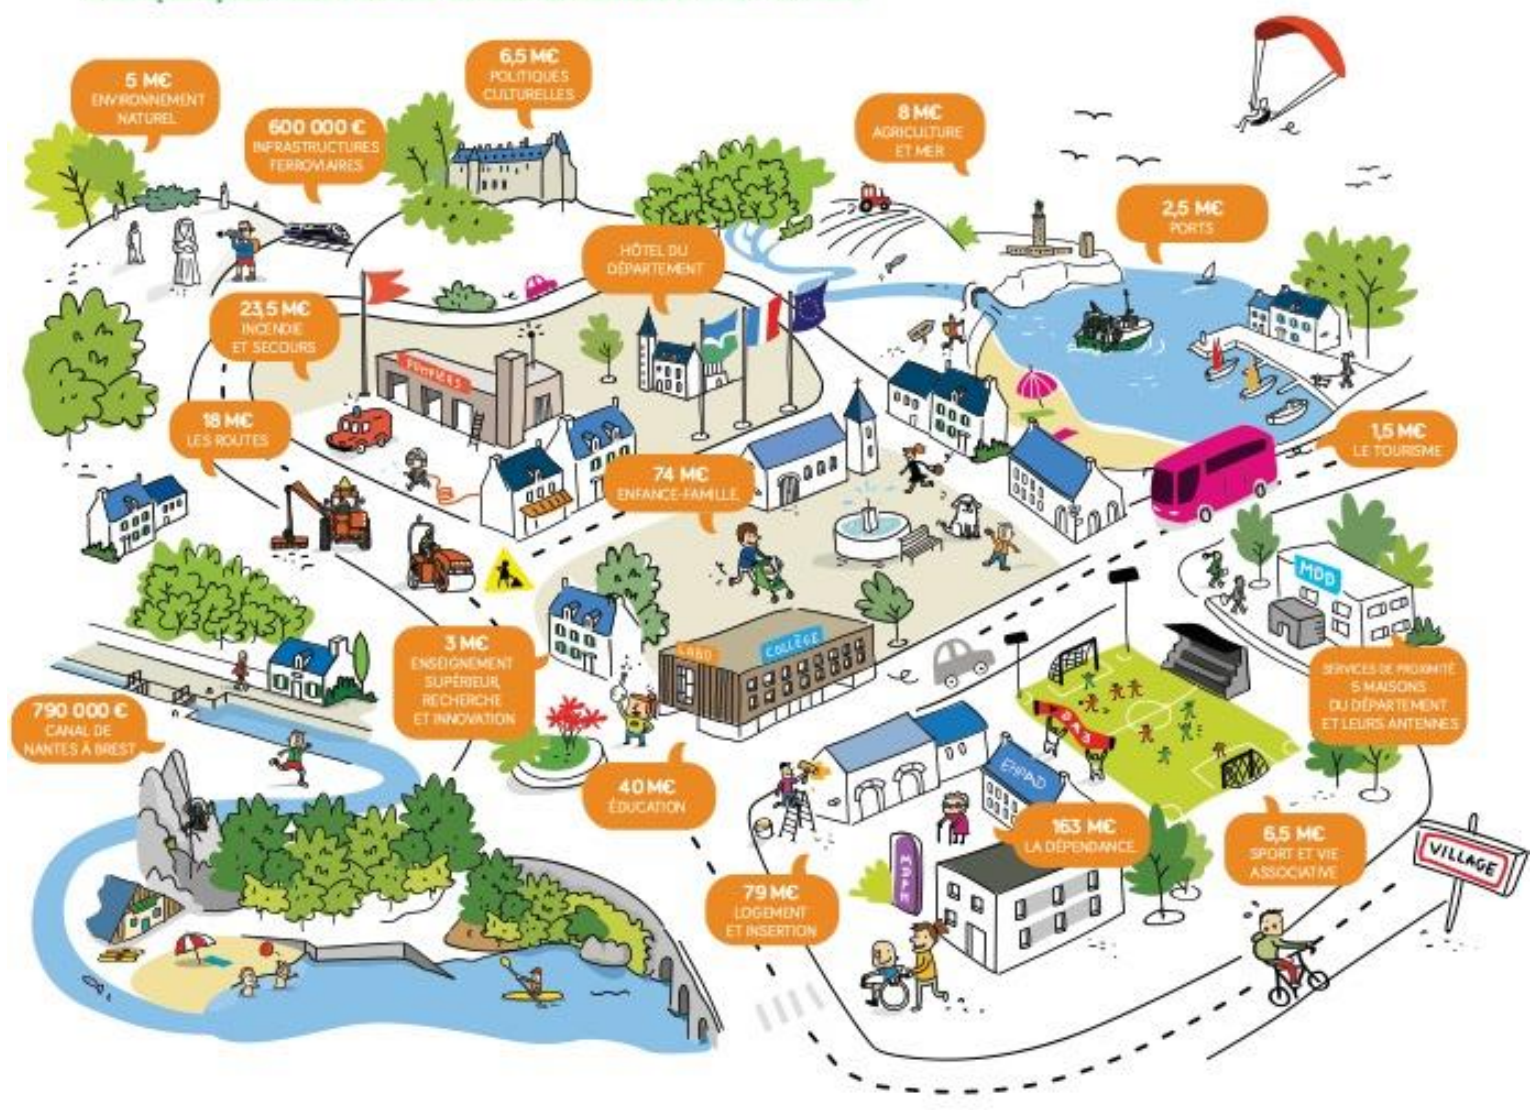 5 M€
ENVIRONNEMENT
NATUREL
600 000 €
INFRASTRUCTURES
FERROVIAIRES
6,5 M€
POLITIQUES
CULTURELLES
8 M€
AGRICULTURE
ET MER
2,5 M€
PORTS
HÔTEL DU
DÉPARTEMENT
23,5 M€
INCENDIE
ET SECOURS
POMPIERS
18 M€
LES ROUTES
1,5 M€
LE TOURISME
74 M€
ENFANCE-FAMILLE
MDD
3 M€
ENSEIGNEMENT
SUPÉRIEUR,
RECHERCHE
ET INNOVATION
LABO
COLLÈGE
SERVICES DE PROXIMITÉ
5 MAISONS
DU DÉPARTEMENT
ET LEURS ANTENNES
790 000 €
CANAL DE
NANTES À BREST
40 M€
ÉDUCATION
EHPAD
163 M€
LA DÉPENDANCE
6,5 M€
SPORT ET VIE
ASSOCIATIVE
VILLAGE
MDPH
79 M€
LOGEMENT
ET INSERTION